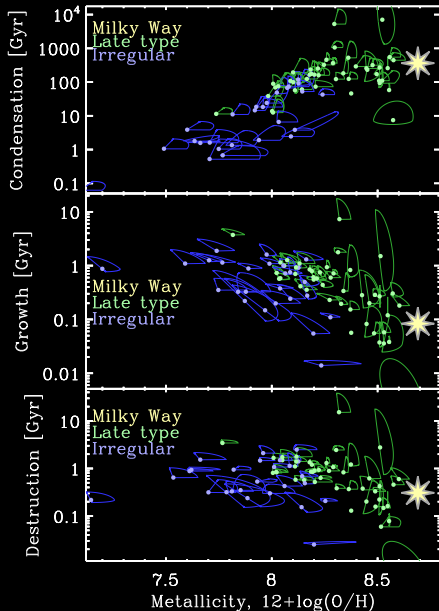 Condensation [Gyr]
1000
100
10
1
0.1
Milky Way
Late type
Irregular
Growth [Gyr]
10
1
0.1
0.01
Milky Way
Late type
Irregular
Destruction [Gyr]
10
1
0.1
Milky Way
Late type
Irregular
7.5 8 8.5
Metallicity, 12+log(O/H)